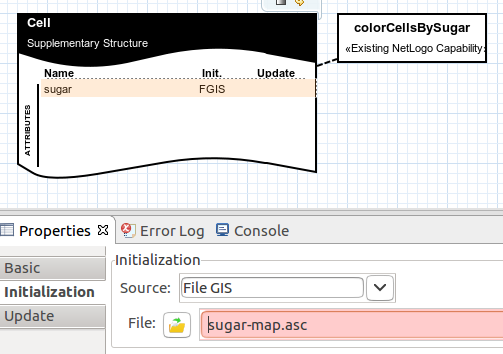 Cell
Supplementary Structure
colorCellsBySugar
«Existing NetLogo Capability»
Name Init. Update
sugar FGIS
ATTRIBUTES
Properties Error Log Console
Basic
Initialization
Update
Initialization
Source: File GIS
File: sugar-map.asc